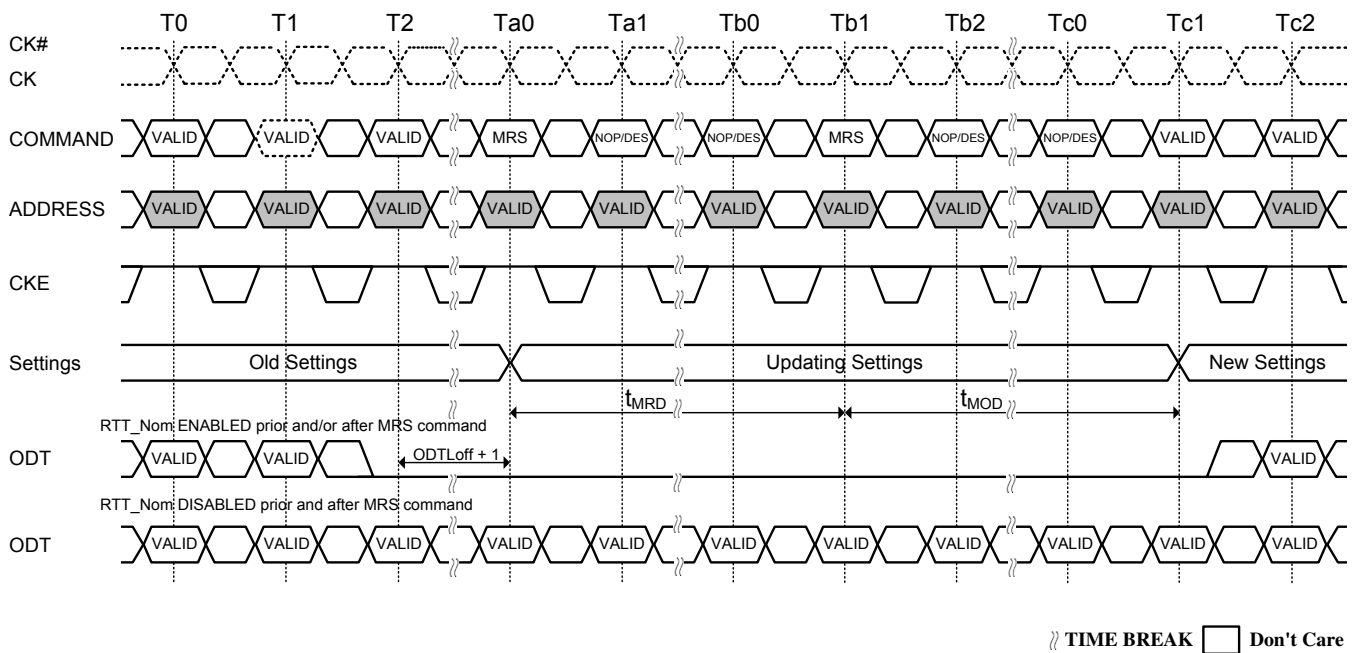 T0 T1 T2 Ta0 Ta1 Tb0 Tb1 Tb2 Tc0 Tc1 Tc2
CK#
CK
COMMAND VALID VALID VALID MRS NOP/DES NOP/DES MRS NOP/DES NOP/DES VALID VALID
ADDRESS VALID VALID VALID VALID VALID VALID VALID VALID VALID VALID VALID
CKE
Settings Old Settings Updating Settings New Settings
tMRD tMOD
RTT_Nom ENABLED prior and/or after MRS command
ODT VALID VALID ODTLoff + 1 VALID
RTT_Nom DISABLED prior and after MRS command
ODT VALID VALID VALID VALID VALID VALID VALID VALID VALID VALID VALID
TIME BREAK Don't Care